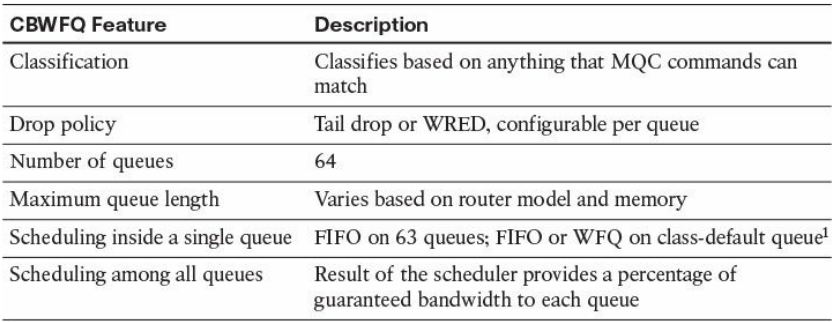 CBWFQ Feature Description
Classification Classifies based on anything that MQC commands can
match
Drop policy Tail drop or WRED, configurable per queue
Number of queues 64
Maximum queue length Varies based on router model and memory
Scheduling inside a single queue FIFO on 63 queues; FIFO or WFQ on class-default queue¹
Scheduling among all queues Result of the scheduler provides a percentage of
guaranteed bandwidth to each queue